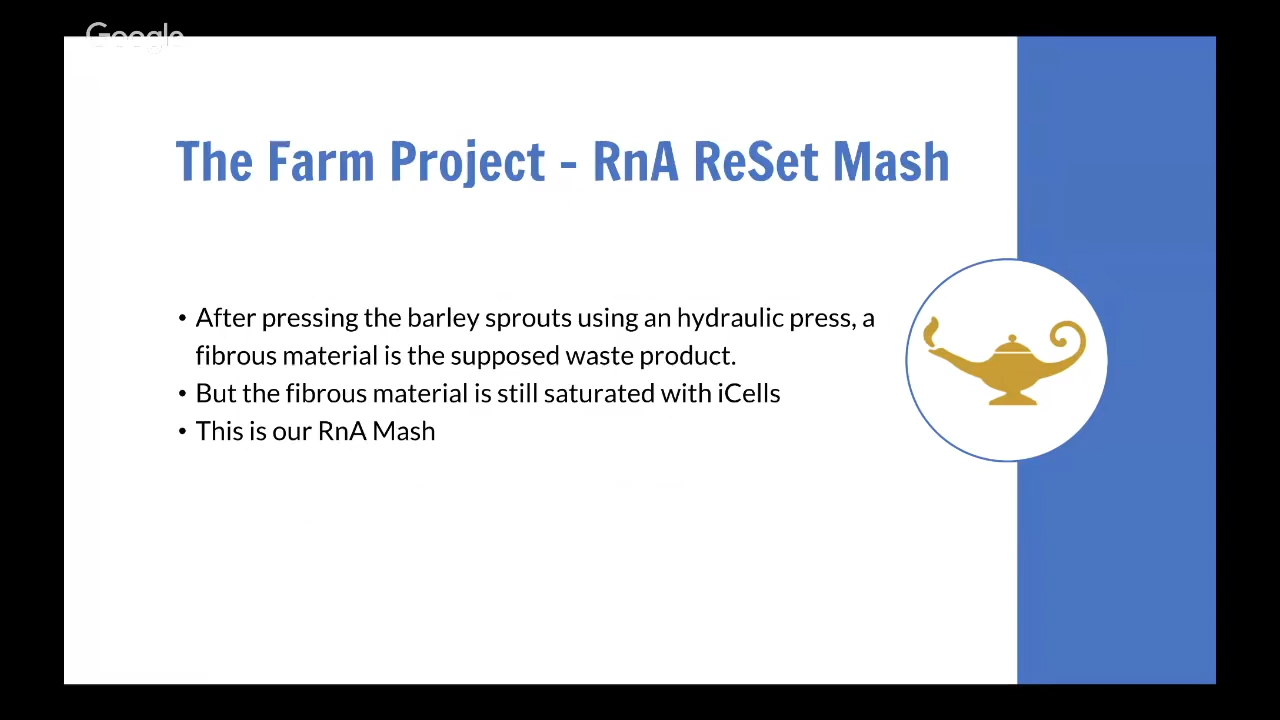 Google
The Farm Project - RnA ReSet Mash
• After pressing the barley sprouts using an hydraulic press, a
fibrous material is the supposed waste product.
• But the fibrous material is still saturated with iCells
• This is our RnA Mash